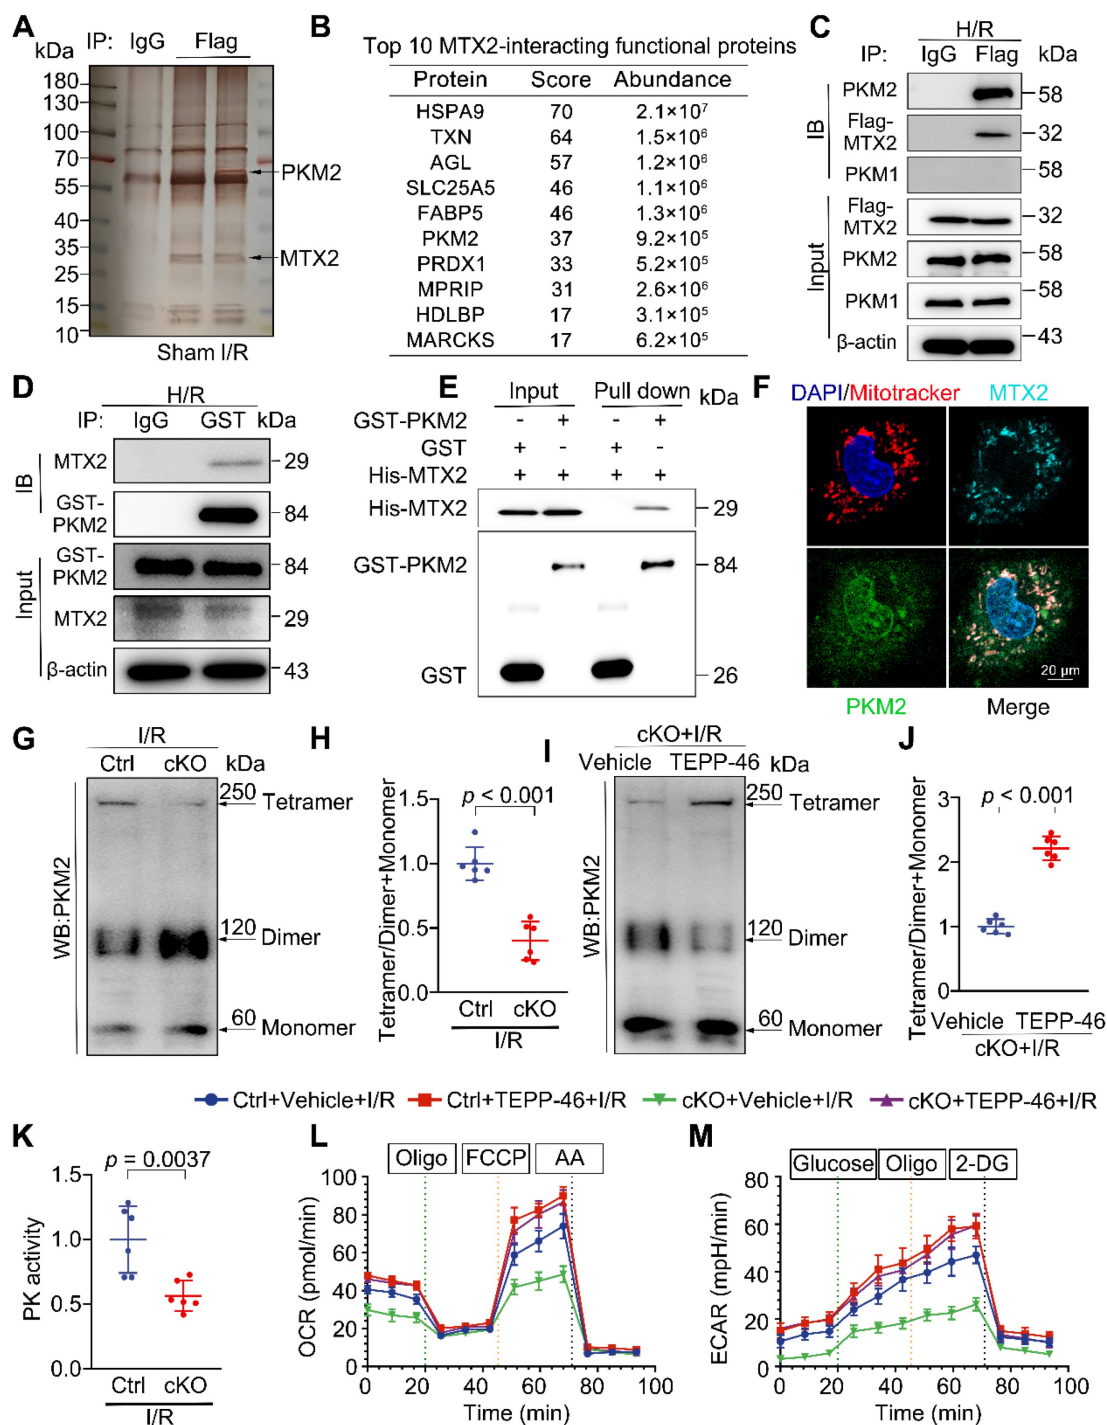 A
IP: IgG Flag
kDa
180
130
100
70
55
40
35
25
15
10
PKM2
MTX2
Sham I/R
B
Top 10 MTX2-interacting functional proteins
Protein Score Abundance
HSPA9 70 2.1×10⁷
TXN 64 1.5×10⁶
AGL 57 1.2×10⁶
SLC25A5 46 1.1×10⁶
FABP5 46 1.3×10⁶
PKM2 37 9.2×10⁵
PRDX1 33 5.2×10⁵
MPRIP 31 2.6×10⁶
HDLBP 17 3.1×10⁵
MARCKS 17 6.2×10⁵
C
H/R
IP: IgG Flag kDa
IB
PKM2 58
Flag-
MTX2 32
PKM1 58
Input
Flag-
MTX2 32
PKM2 58
PKM1 58
β-actin 43
D
H/R
IP: IgG GST kDa
IB
MTX2 29
GST-
PKM2 84
Input
GST-
PKM2 84
MTX2 29
β-actin 43
E
Input Pull down kDa
GST-PKM2 - + - +
GST + - + -
His-MTX2 + + + +
His-MTX2 29
GST-PKM2 84
GST 26
F
DAPI/Mitotracker MTX2
20 μm
PKM2 Merge
G
I/R
Ctrl cKO kDa
WB:PKM2
250 Tetramer
120 Dimer
60 Monomer
H
Tetramer/Dimer+Monomer
1.5
1.0
0.5
0.0
p < 0.001
Ctrl cKO
I/R
I
cKO+I/R
Vehicle TEPP-46 kDa
WB:PKM2
250 Tetramer
120 Dimer
60 Monomer
J
Tetramer/Dimer+Monomer
3
2
1
0
p < 0.001
Vehicle TEPP-46
cKO+I/R
Ctrl+Vehicle+I/R Ctrl+TEPP-46+I/R cKO+Vehicle+I/R cKO+TEPP-46+I/R
K
p = 0.0037
PK activity
1.5
1.0
0.5
0.0
Ctrl cKO
I/R
L
Oligo FCCP AA
OCR (pmol/min)
100
80
60
40
20
0
0 20 40 60 80 100
Time (min)
M
Glucose Oligo 2-DG
ECAR (mpH/min)
80
60
40
20
0
0 20 40 60 80 100
Time (min)